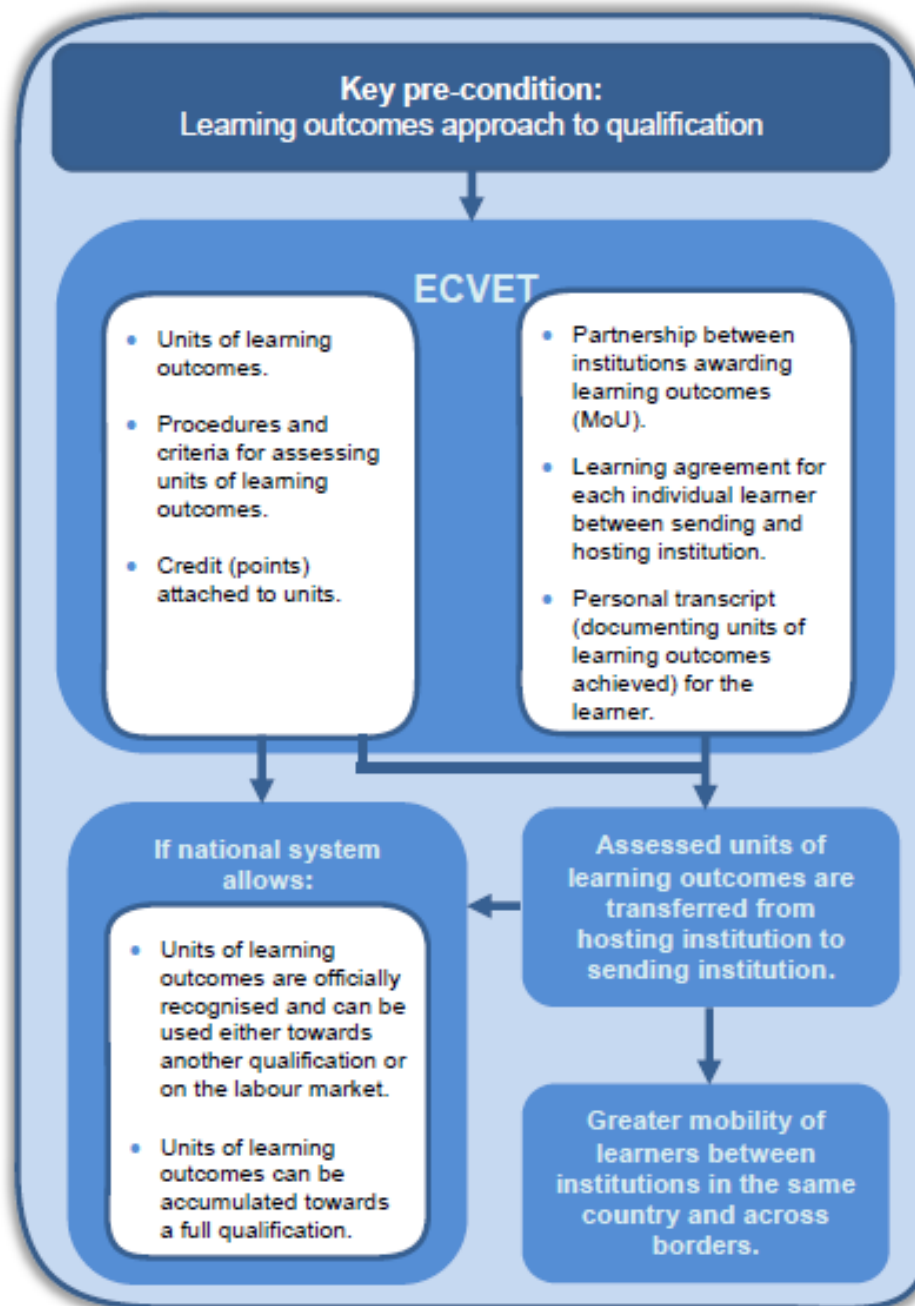 Key pre-condition:
Learning outcomes approach to qualification
ECVET
• Units of learning
outcomes.
• Procedures and
criteria for assessing
units of learning
outcomes.
• Credit (points)
attached to units.
• Partnership between
institutions awarding
learning outcomes
(MoU).
• Learning agreement for
each individual learner
between sending and
hosting institution.
• Personal transcript
(documenting units of
learning outcomes
achieved) for the
learner.
If national system
allows:
• Units of learning
outcomes are officially
recognised and can be
used either towards
another qualification or
on the labour market.
• Units of learning
outcomes can be
accumulated towards
a full qualification.
Assessed units of
learning outcomes are
transferred from
hosting institution to
sending institution.
Greater mobility of
learners between
institutions in the same
country and across
borders.